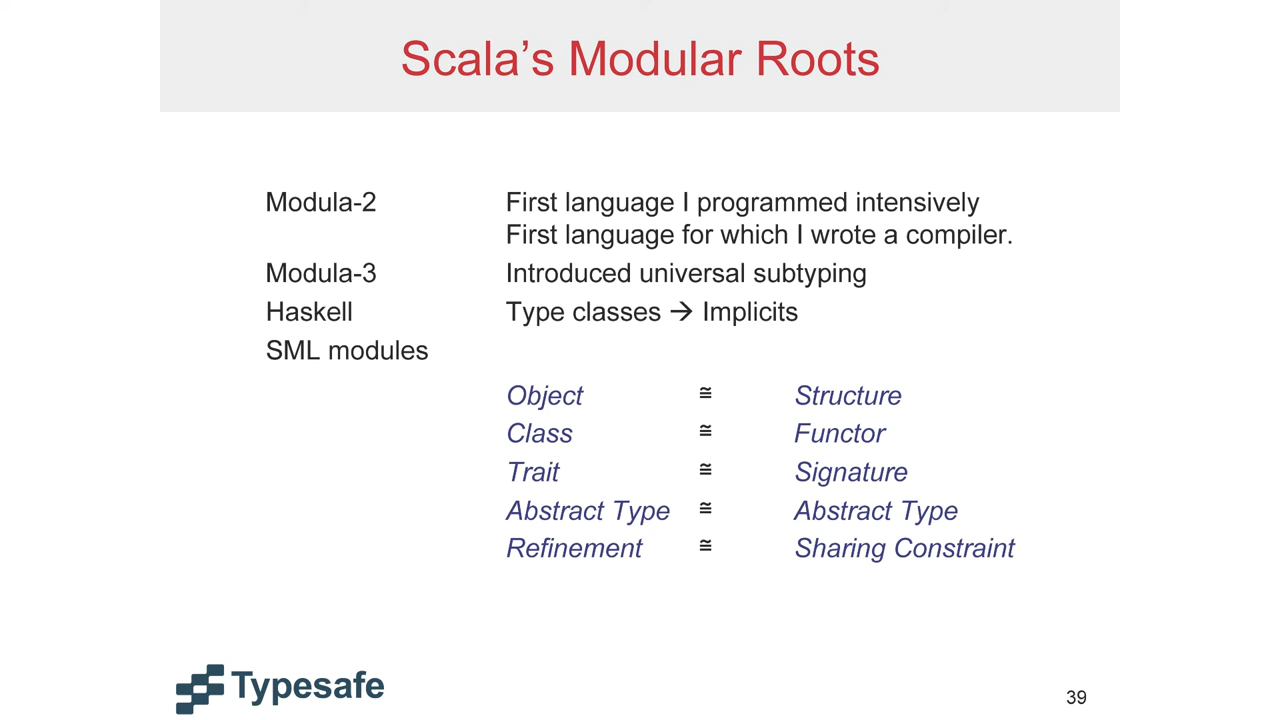 Scala’s Modular Roots
Modula-2 First language I programmed intensively
First language for which I wrote a compiler.
Modula-3 Introduced universal subtyping
Haskell Type classes → Implicits
SML modules
Object ≅ Structure
Class ≅ Functor
Trait ≅ Signature
Abstract Type ≅ Abstract Type
Refinement ≅ Sharing Constraint
Typesafe
39